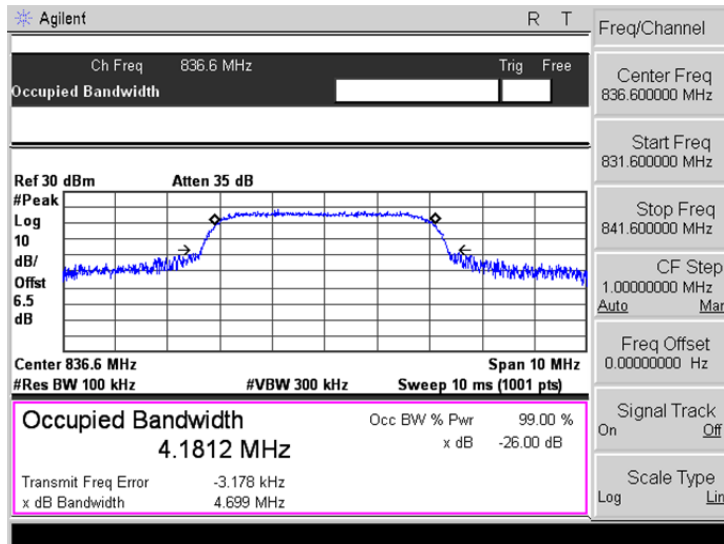 Agilent R T
Ch Freq 836.6 MHz Trig Free
Occupied Bandwidth
Ref 30 dBm Atten 35 dB
#Peak
Log
10
dB/
Offst
6.5
dB
Center 836.6 MHz Span 10 MHz
#Res BW 100 kHz #VBW 300 kHz Sweep 10 ms (1001 pts)
Occupied Bandwidth Occ BW % Pwr 99.00 %
4.1812 MHz x dB -26.00 dB
Transmit Freq Error -3.178 kHz
x dB Bandwidth 4.699 MHz
Freq/Channel
Center Freq
836.600000 MHz
Start Freq
831.600000 MHz
Stop Freq
841.600000 MHz
CF Step
1.00000000 MHz
Auto Mar
Freq Offset
0.00000000 Hz
Signal Track
On Off
Scale Type
Log Lin